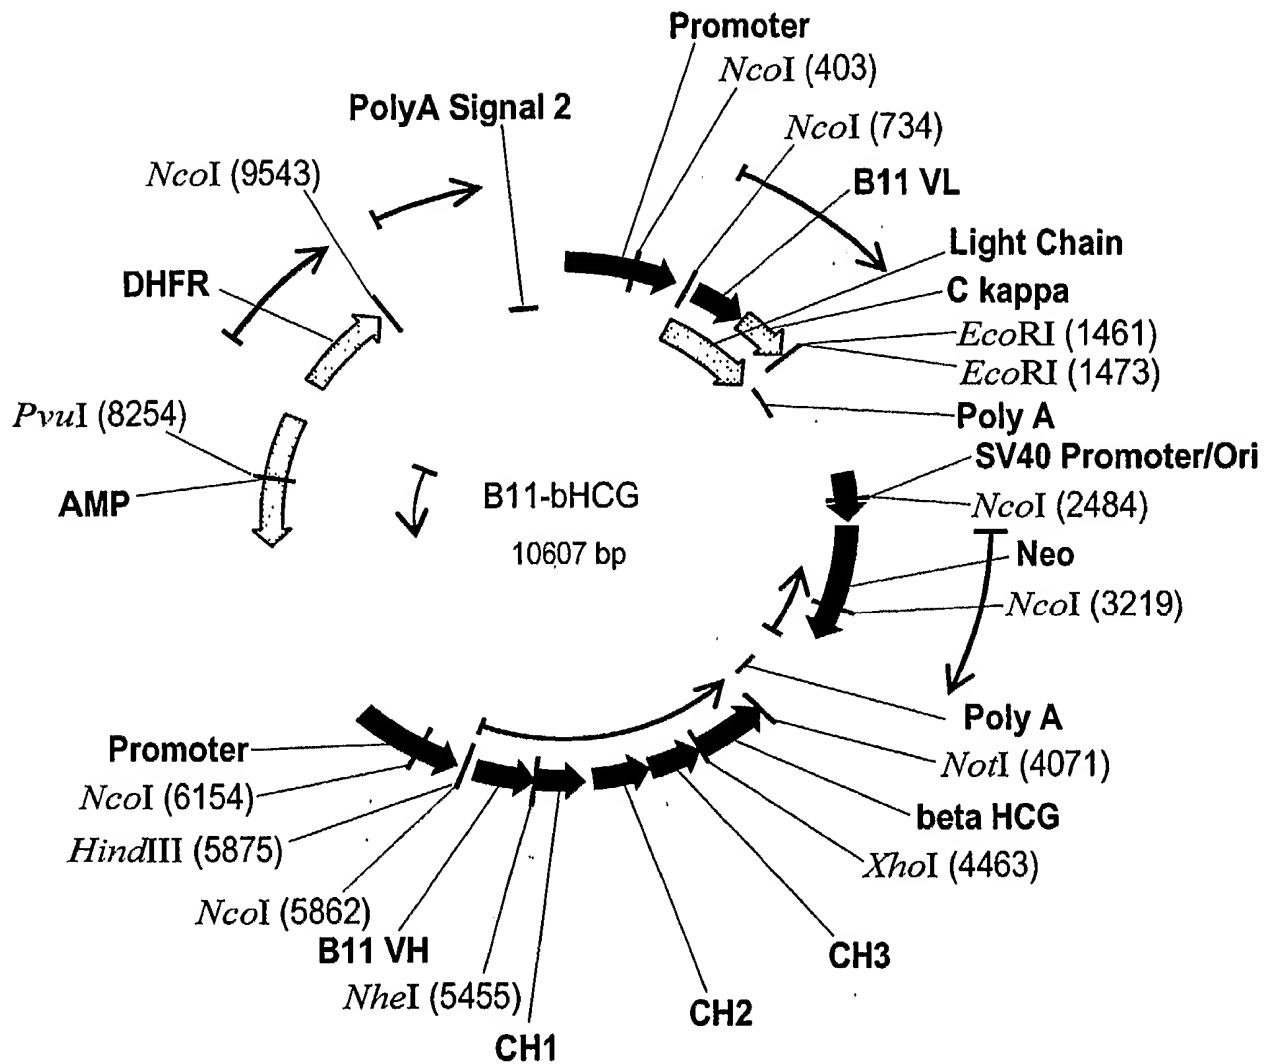 Promoter
NcoI (403)
PolyA Signal 2
NcoI (734)
NcoI (9543)
B11 VL
Light Chain
DHFR
C kappa
EcoRI (1461)
EcoRI (1473)
PvuI (8254)
Poly A
SV40 Promoter/Ori
AMP
B11-bHCG
NcoI (2484)
10607 bp
Neo
NcoI (3219)
Poly A
Promoter
NotI (4071)
NcoI (6154)
beta HCG
HindIII (5875)
XhoI (4463)
NcoI (5862)
B11 VH
CH3
NheI (5455)
CH2
CH1